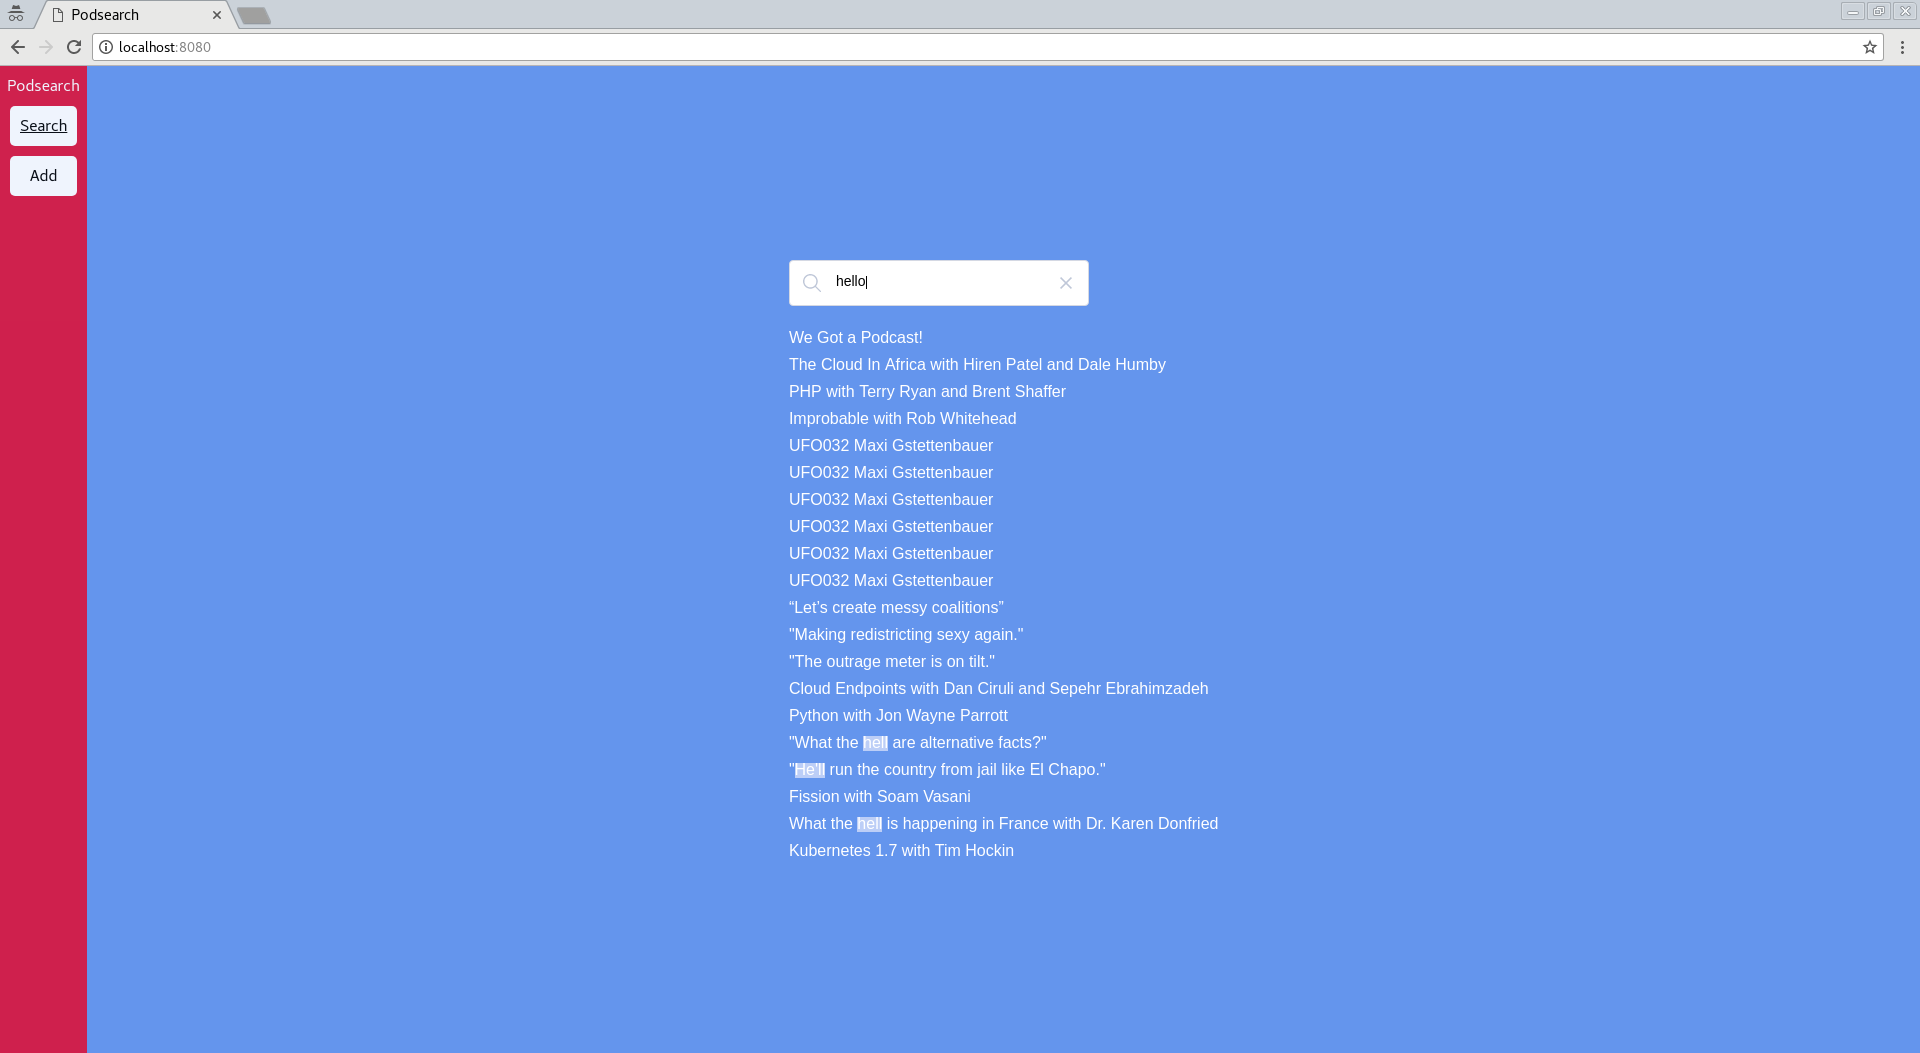 Podsearch
localhost:8080
Podsearch
Search
Add
hello
We Got a Podcast!
The Cloud In Africa with Hiren Patel and Dale Humby
PHP with Terry Ryan and Brent Shaffer
Improbable with Rob Whitehead
UFO032 Maxi Gstettenbauer
UFO032 Maxi Gstettenbauer
UFO032 Maxi Gstettenbauer
UFO032 Maxi Gstettenbauer
UFO032 Maxi Gstettenbauer
UFO032 Maxi Gstettenbauer
“Let’s create messy coalitions”
"Making redistricting sexy again."
"The outrage meter is on tilt."
Cloud Endpoints with Dan Ciruli and Sepehr Ebrahimzadeh
Python with Jon Wayne Parrott
"What the hell are alternative facts?"
"He'll run the country from jail like El Chapo."
Fission with Soam Vasani
What the hell is happening in France with Dr. Karen Donfried
Kubernetes 1.7 with Tim Hockin